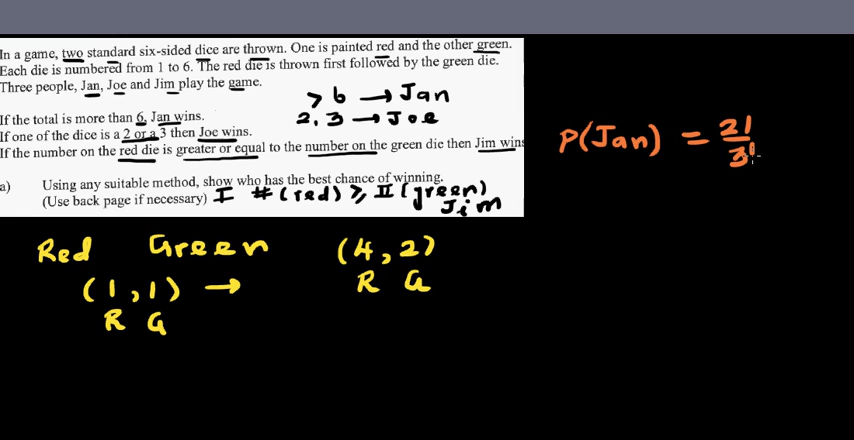 In a game, two standard six-sided dice are thrown. One is painted red and the other green.
Each die is numbered from 1 to 6. The red die is thrown first followed by the green die.
Three people, Jan, Joe and Jim play the game.
> 6 → Jan
If the total is more than 6, Jan wins.
2, 3 → Joe
If one of the dice is a 2 or a 3 then Joe wins.
If the number on the red die is greater or equal to the number on the green die then Jim wins
a) Using any suitable method, show who has the best chance of winning.
(Use back page if necessary) I #(red) ≥ II (green)
Jim
P(Jan) = 21/3
Red Green (4,2)
(1,1) → R G
R G